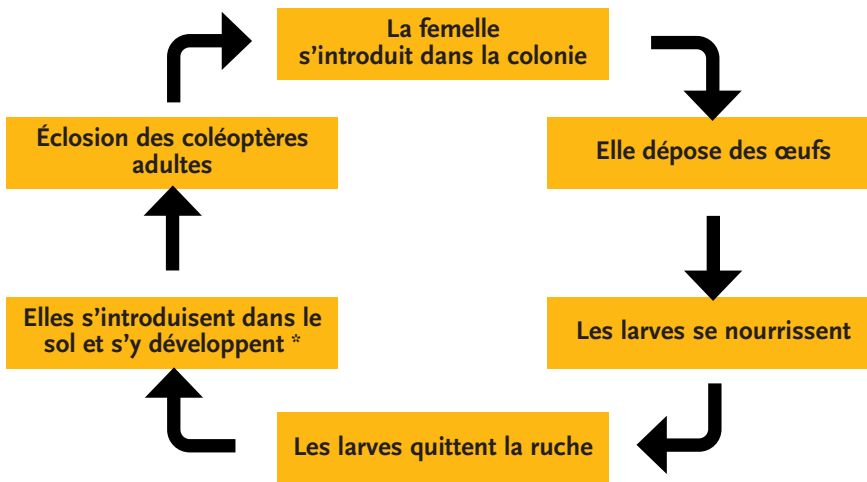 La femelle
s’introduit dans la colonie
Elle dépose des œufs
Les larves se nourrissent
Les larves quittent la ruche
Elles s’introduisent dans le
sol et s’y développent *
Éclosion des coléoptères
adultes